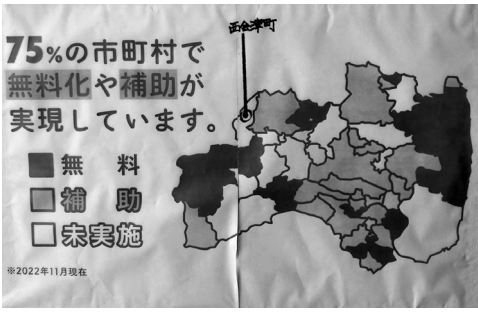 西会津町
75%の市町村で
無料化や補助が
実現しています。
無料
補助
未実施
※2022年11月現在